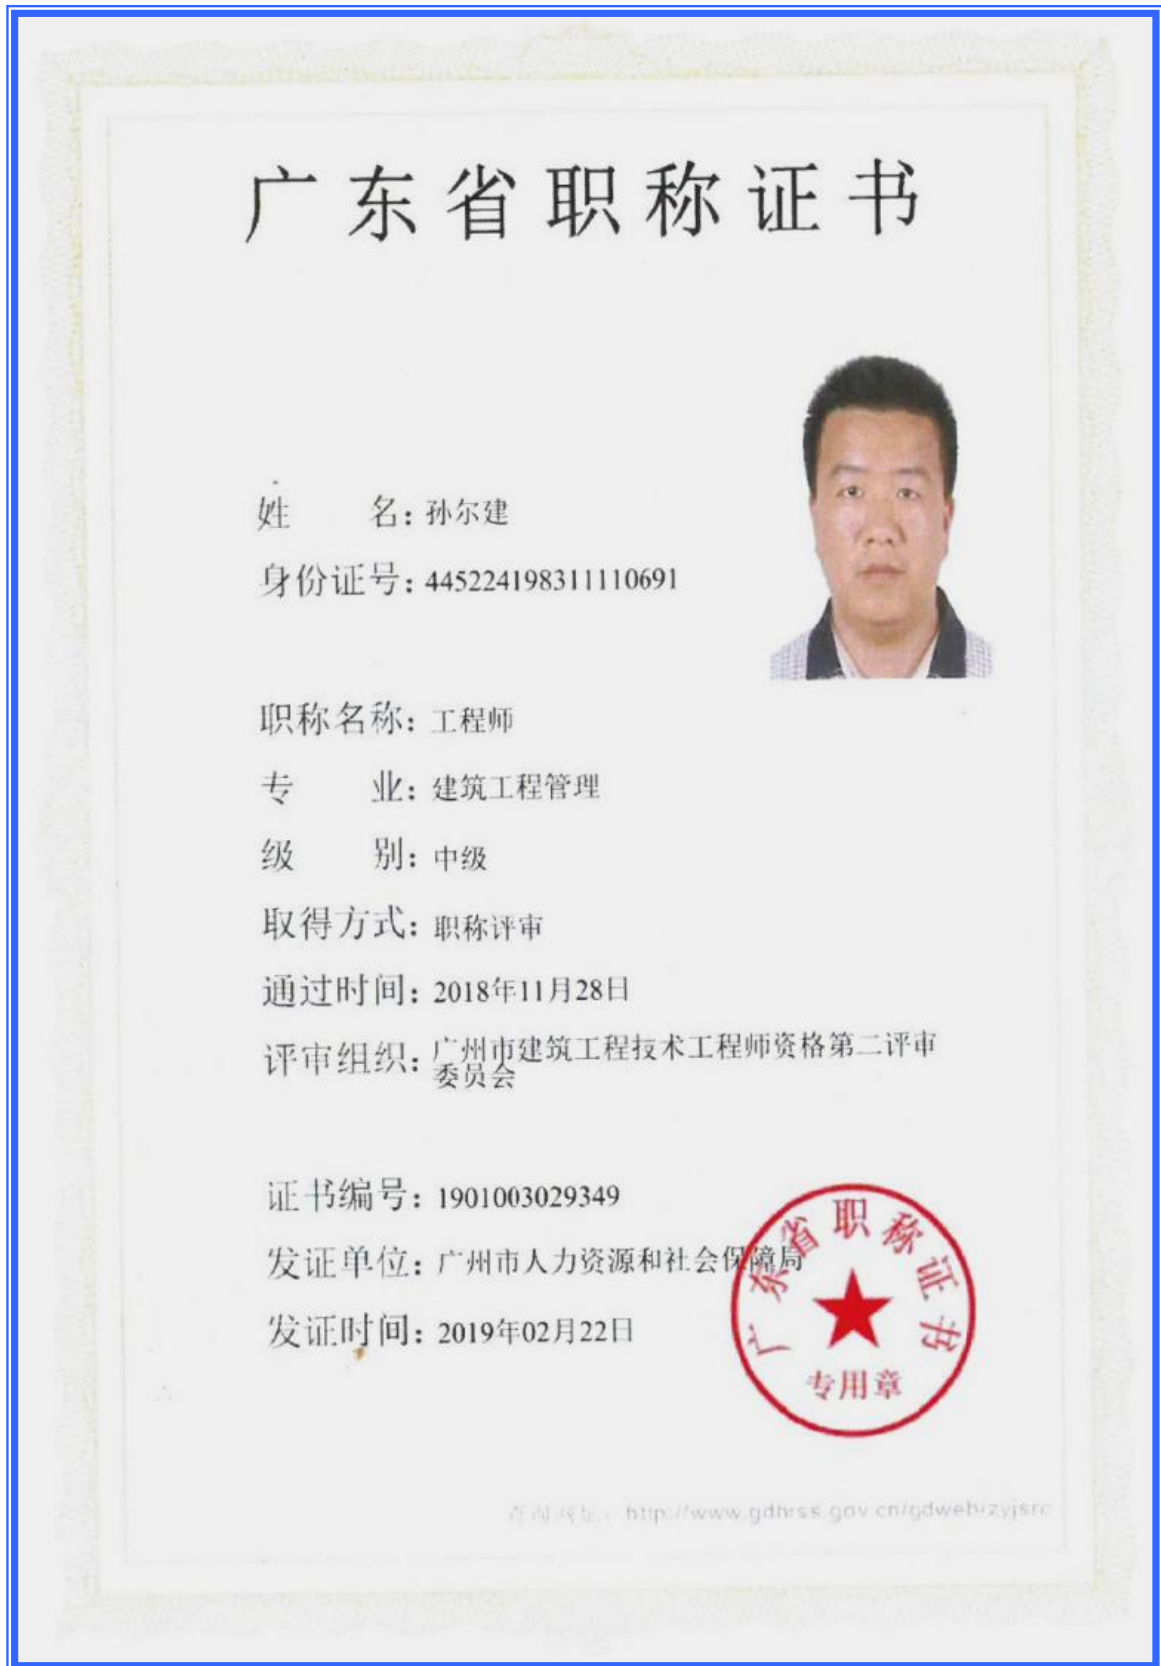 广东省职称证书
姓 名：孙尔建
身份证号：445224198311110691
职称名称：工程师
专 业：建筑工程管理
级 别：中级
取得方式：职称评审
通过时间：2018年11月28日
评审组织：广州市建筑工程技术工程师资格第二评审
委员会
证书编号：1901003029349
发证单位：广州市人力资源和社会保障局
发证时间：2019年02月22日
广东省职称证书
专用章
查询网址：http://www.gdhrss.gov.cn/gdweb/zyjsrc